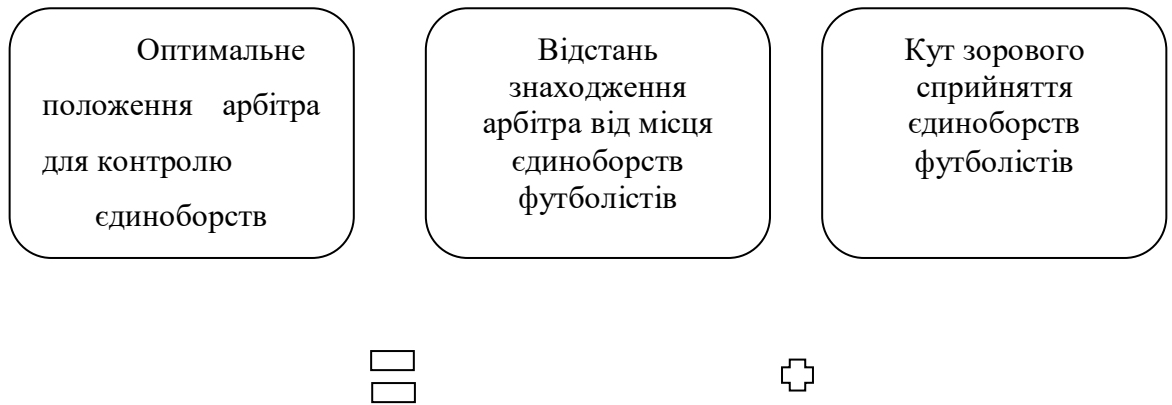 Оптимальне
положення арбітра
для контролю
єдиноборств
Відстань
знаходження
арбітра від місця
єдиноборств
футболістів
Кут зорового
сприйняття
єдиноборств
футболістів